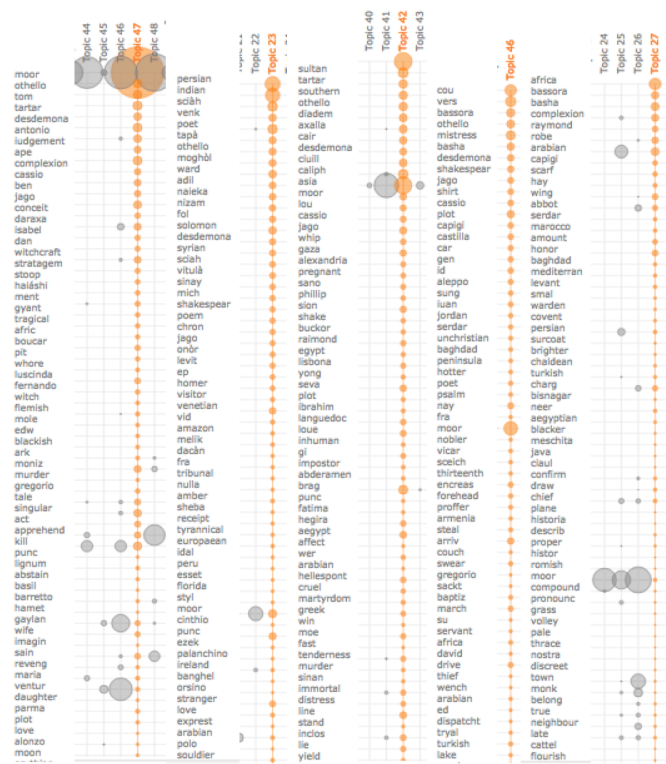 Topic 44
Topic 45
Topic 46
Topic 47
Topic 48
moor
othello
tom
tartar
desdemona
antonio
iudgement
ape
complexion
cassio
ben
jago
conceit
daraxa
isabel
dan
witchcraft
stratagem
stoop
haiáshi
ment
gyant
tragical
afric
boucar
pit
whore
luscinda
fernando
witch
flemish
mole
edw
blackish
ark
moniz
murder
gregorio
tale
singular
act
apprehend
kill
punc
lignum
abstain
basil
barretto
hamet
gaylan
wife
imagin
sain
reveng
maria
ventur
daughter
parma
plot
love
alonzo
moon
Topic 22
Topic 23
persian
indian
sciàh
venk
poet
tapà
othello
moghòl
ward
adil
naieka
nizam
fol
solomon
desdemona
syrian
sciah
vitulà
sinay
mich
shakespear
poem
chron
jago
onòr
levit
ep
homer
visitor
venetian
vid
amazon
melik
dacàn
fra
tribunal
nulla
amber
sheba
receipt
tyrannical
europaean
idal
peru
esset
florida
styl
moor
cinthio
punc
ezek
palanchino
ireland
banghel
orsino
stranger
love
exprest
arabian
polo
souldier
Topic 40
Topic 41
Topic 42
Topic 43
sultan
tartar
southern
othello
diadem
axalla
cair
desdemona
ciuill
caliph
asia
moor
lou
cassio
jago
whip
gaza
alexandria
pregnant
sano
phillip
sion
shake
buckor
raimond
egypt
lisbona
yong
seva
plot
ibrahim
languedoc
loue
inhuman
gi
impostor
abderamen
brag
punc
fatima
hegira
aegypt
affect
wer
arabian
hellespont
cruel
martyrdom
greek
win
moe
fast
tenderness
murder
sinan
immortal
distress
line
stand
inclos
lie
yield
Topic 46
cou
vers
bassora
othello
mistress
basha
desdemona
shakespear
jago
shirt
cassio
plot
capigi
castilla
car
gen
id
aleppo
sung
iuan
jordan
serdar
unchristian
baghdad
peninsula
hotter
poet
psalm
nay
fra
moor
nobler
vicar
sceich
thirteenth
encreas
forehead
proffer
armenia
steal
arriv
couch
swear
gregorio
sackt
baptiz
march
su
servant
africa
david
drive
thief
wench
arabian
ed
dispatcht
tryal
turkish
lake
Topic 24
Topic 25
Topic 26
Topic 27
africa
bassora
basha
complexion
raymond
robe
arabian
capigi
scarf
hay
wing
abbot
serdar
marocco
amount
honor
baghdad
mediterran
levant
smal
warden
covent
persian
surcoat
brighter
chaldean
turkish
charg
bisnagar
neer
aegyptian
blacker
meschita
java
ciaul
confirm
draw
chief
plane
historia
describ
proper
histor
romish
moor
compound
pronounc
grass
volley
pale
thrace
nostra
discreet
town
monk
belong
true
neighbour
late
cattel
flourish